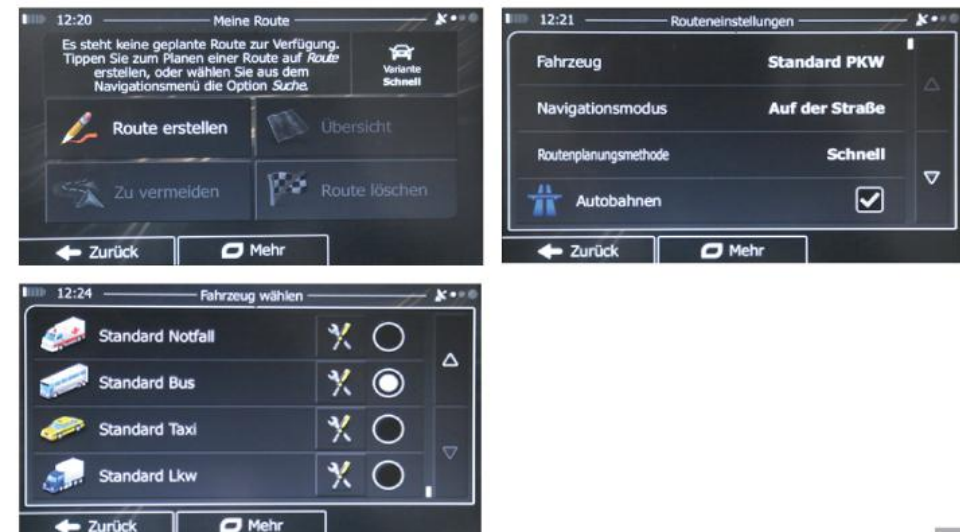 12:20 Meine Route
Es steht keine geplante Route zur Verfügung.
Tippen Sie zum Planen einer Route auf Route
erstellen, oder wählen Sie aus dem
Navigationsmenü die Option Suche.
Variante
Schnell
Route erstellen
Übersicht
Zu vermeiden
Route löschen
Zurück
Mehr
12:21 Routeneinstellungen
Fahrzeug Standard PKW
Navigationsmodus Auf der Straße
Routenplanungsmethode Schnell
Autobahnen
Zurück
Mehr
12:24 Fahrzeug wählen
Standard Notfall
Standard Bus
Standard Taxi
Standard Lkw
Zurück
Mehr